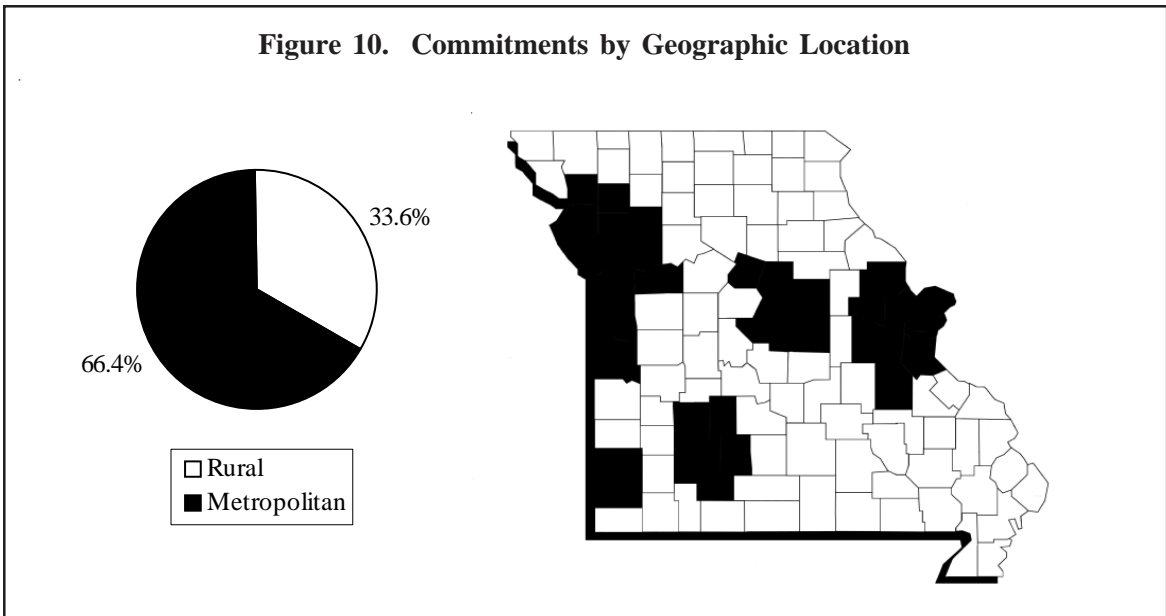 Figure 10. Commitments by Geographic Location
33.6%
66.4%
Rural
Metropolitan